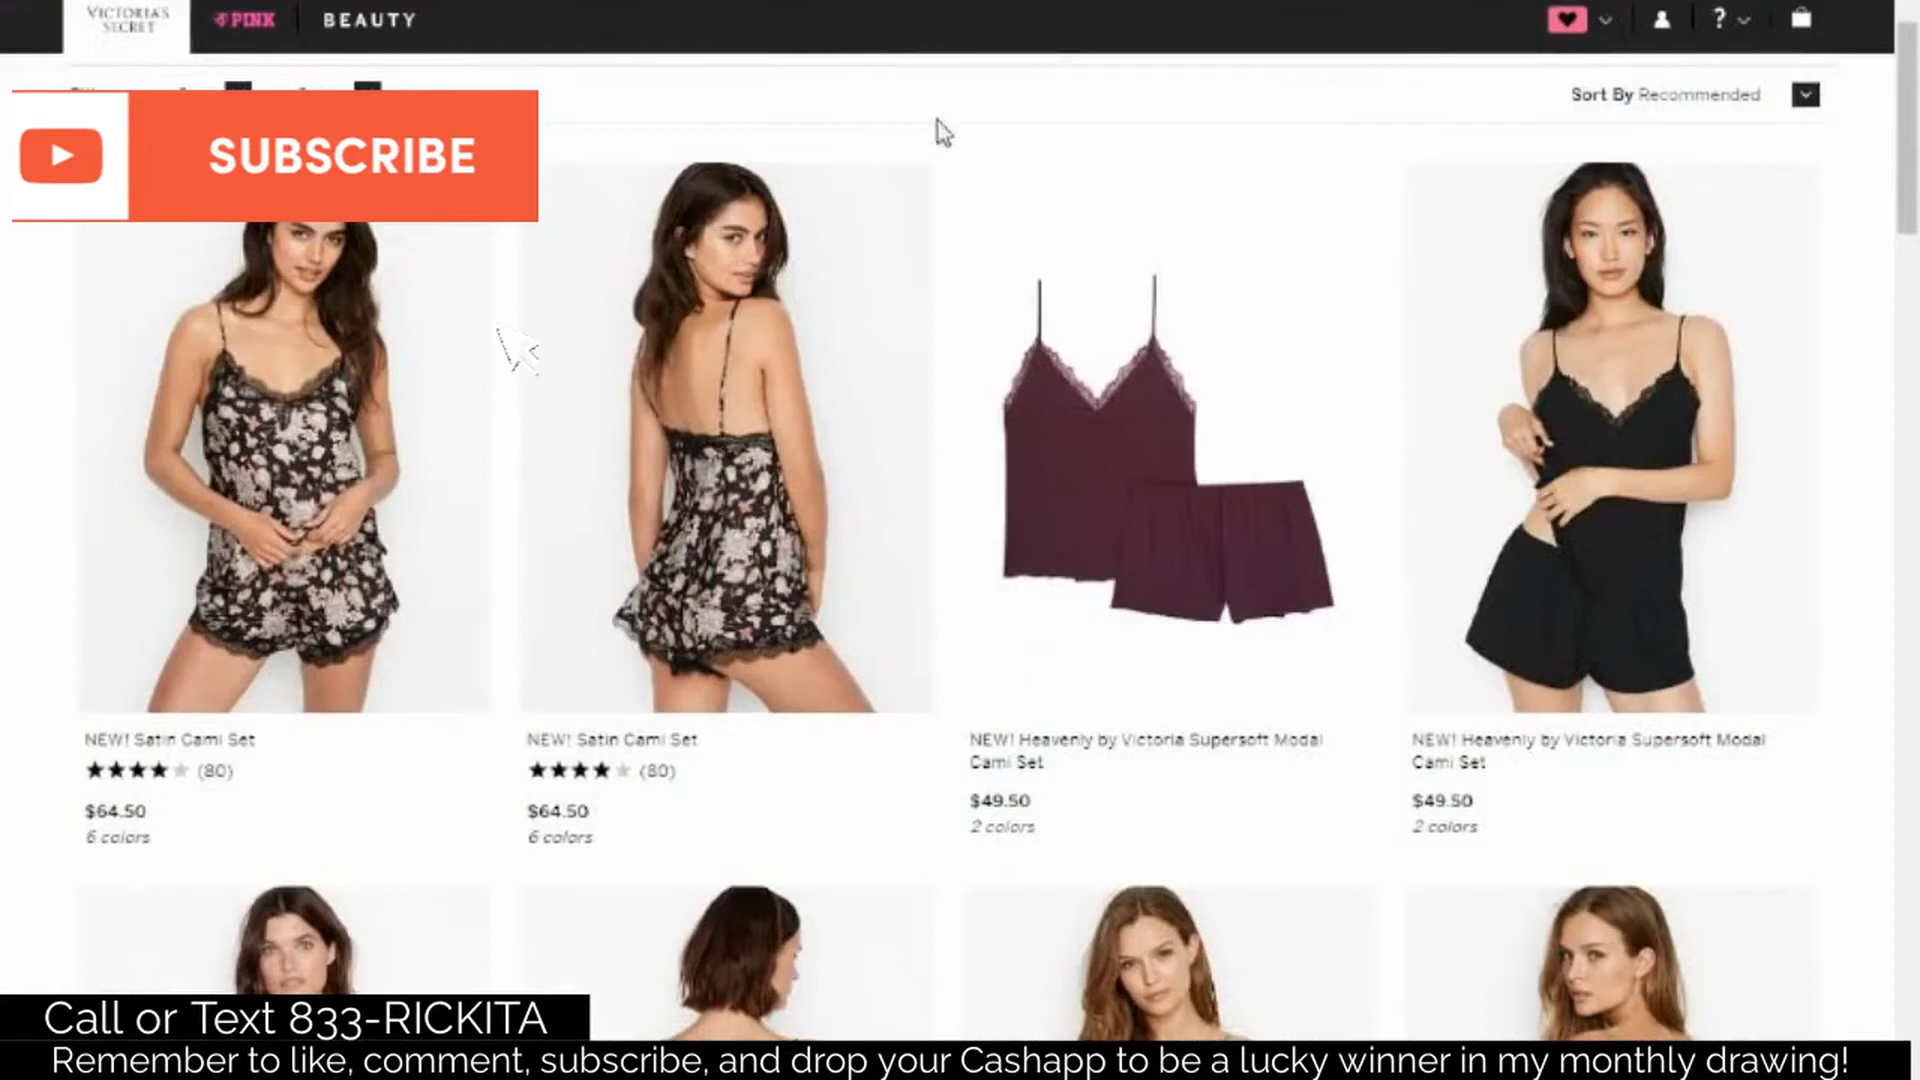 VICTORIA'S
SECRET
PINK
BEAUTY
?
Sort By Recommended
SUBSCRIBE
NEW! Satin Cami Set
(80)
$64.50
6 colors
NEW! Satin Cami Set
(80)
$64.50
6 colors
NEW! Heavenly by Victoria Supersoft Modal
Cami Set
$49.50
2 colors
NEW! Heavenly by Victoria Supersoft Modal
Cami Set
$49.50
2 colors
Call or Text 833-RICKITA
Remember to like, comment, subscribe, and drop your Cashapp to be a lucky winner in my monthly drawing!